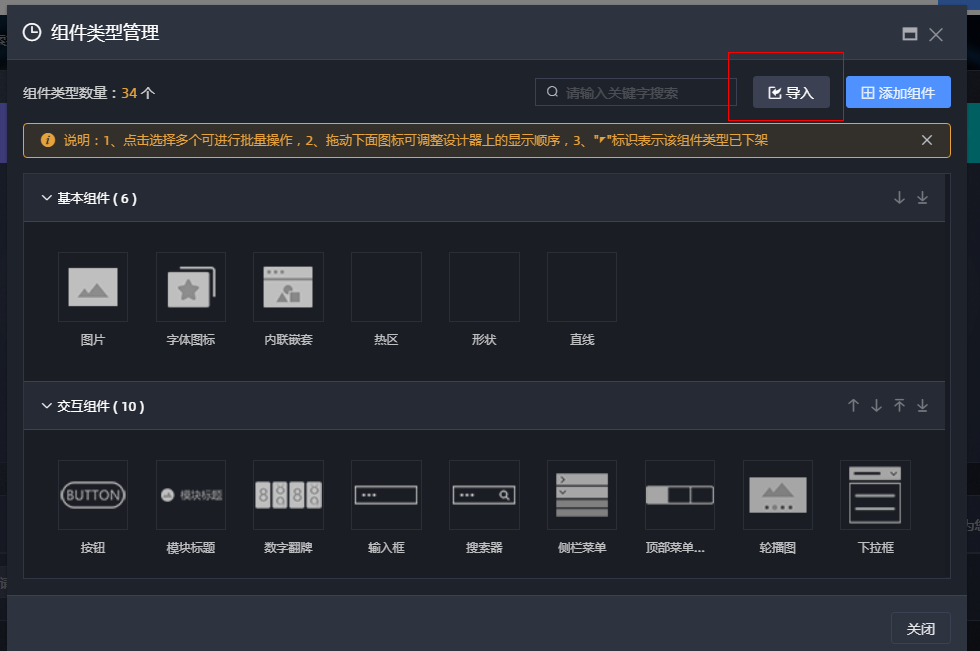 组件类型管理
组件类型数量：34 个
请输入关键字搜索
导入
添加组件
说明：1、点击选择多个可进行批量操作，2、拖动下面图标可调整设计器上的显示顺序，3、"◤"标识表示该组件类型已下架
基本组件 ( 6 )
图片
字体图标
内联嵌套
热区
形状
直线
交互组件 ( 10 )
BUTTON
模块标题
8888
按钮
模块标题
数字翻牌
输入框
搜索器
侧栏菜单
顶部菜单...
轮播图
下拉框
关闭